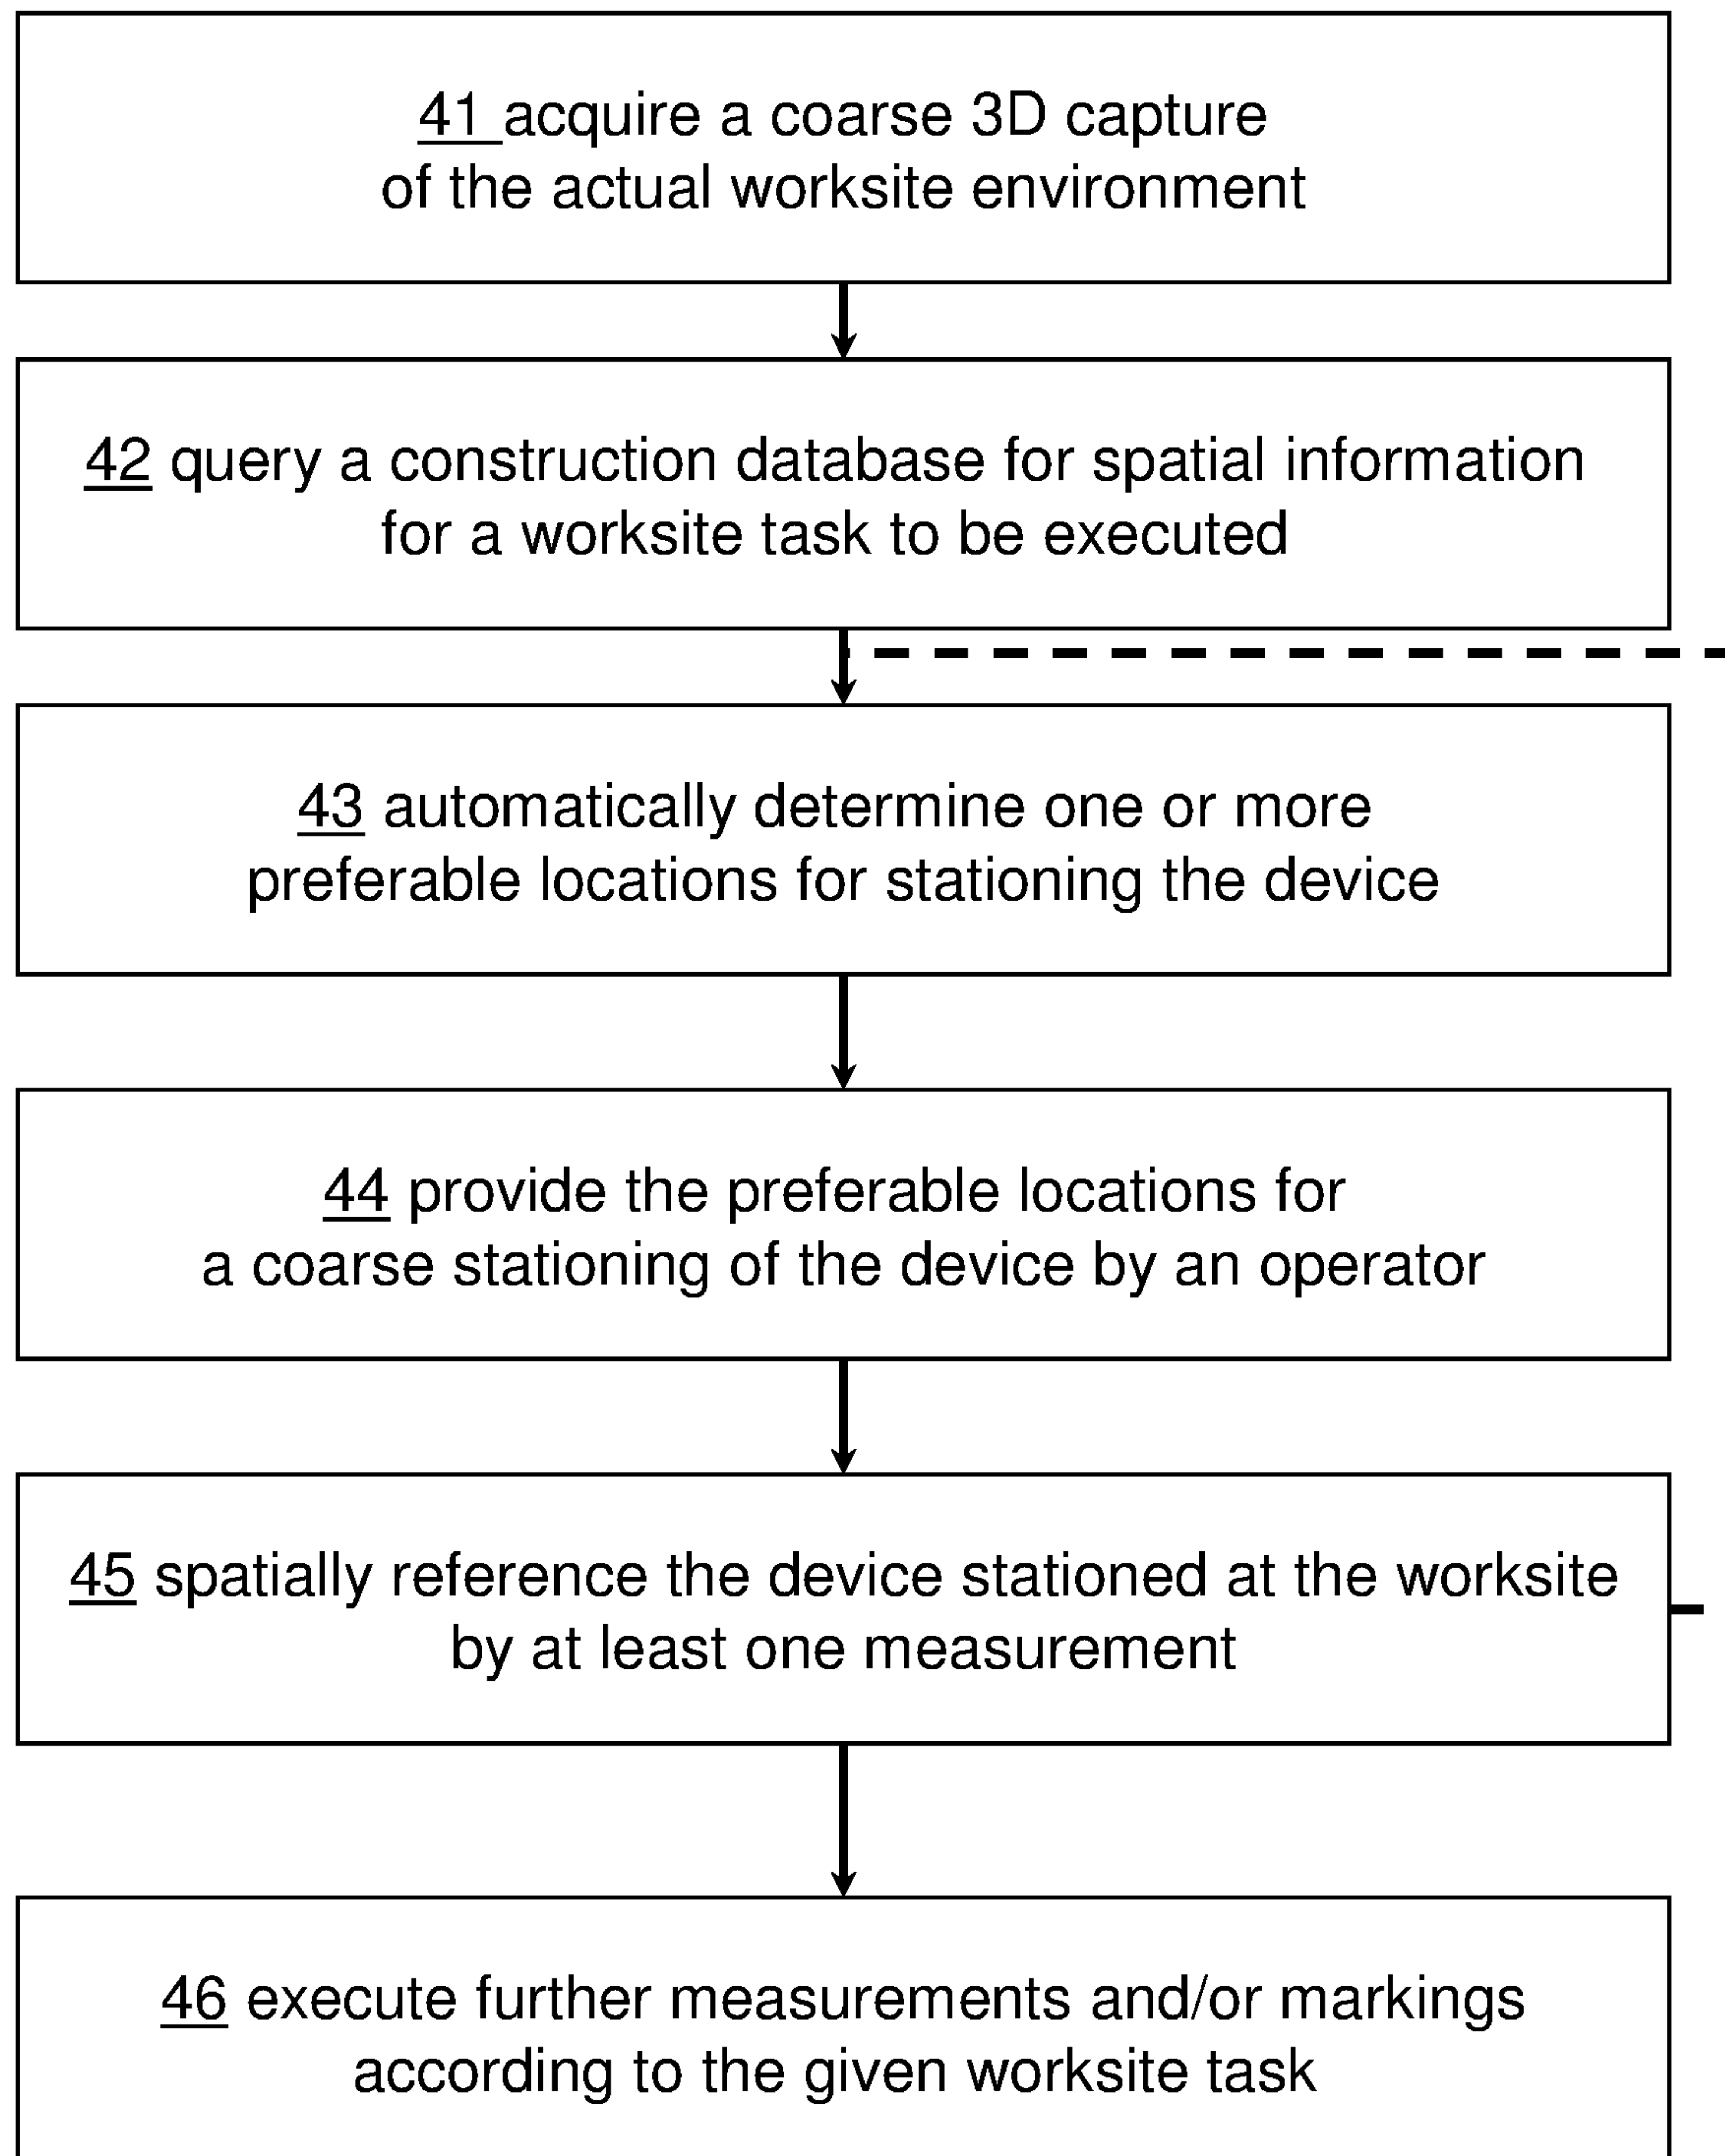 41 acquire a coarse 3D capture
of the actual worksite environment
42 query a construction database for spatial information
for a worksite task to be executed
43 automatically determine one or more
preferable locations for stationing the device
44 provide the preferable locations for
a coarse stationing of the device by an operator
45 spatially reference the device stationed at the worksite
by at least one measurement
46 execute further measurements and/or markings
according to the given worksite task